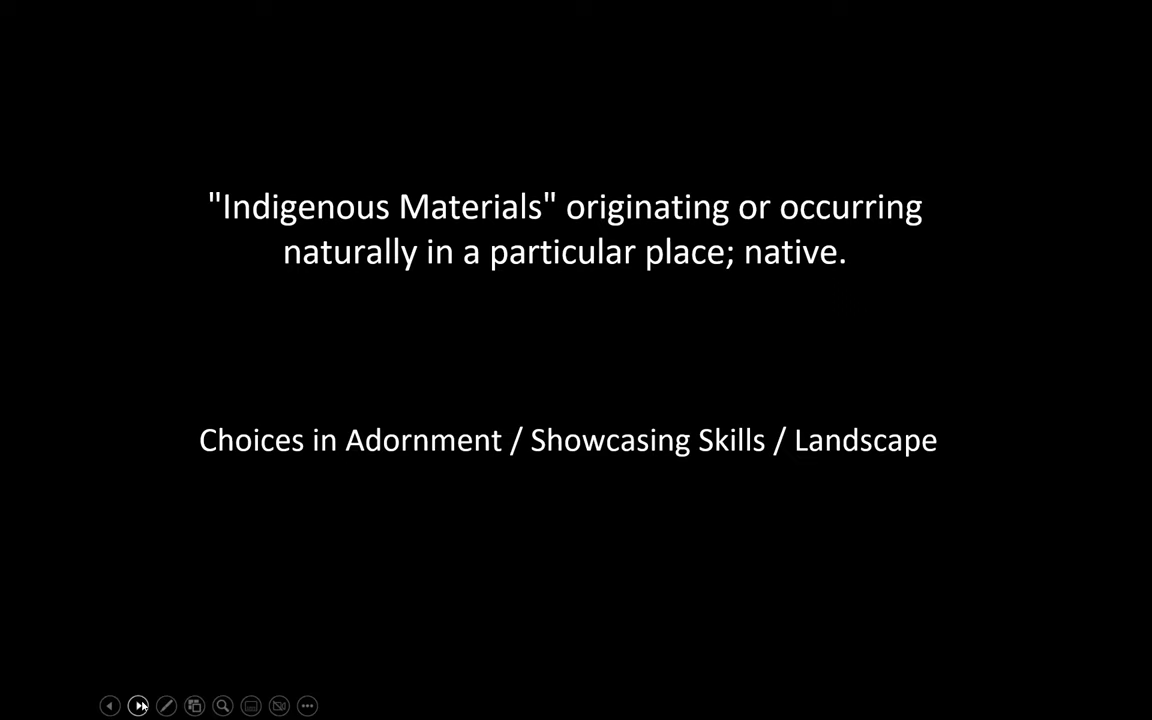 "Indigenous Materials" originating or occurring
naturally in a particular place; native.
Choices in Adornment / Showcasing Skills / Landscape